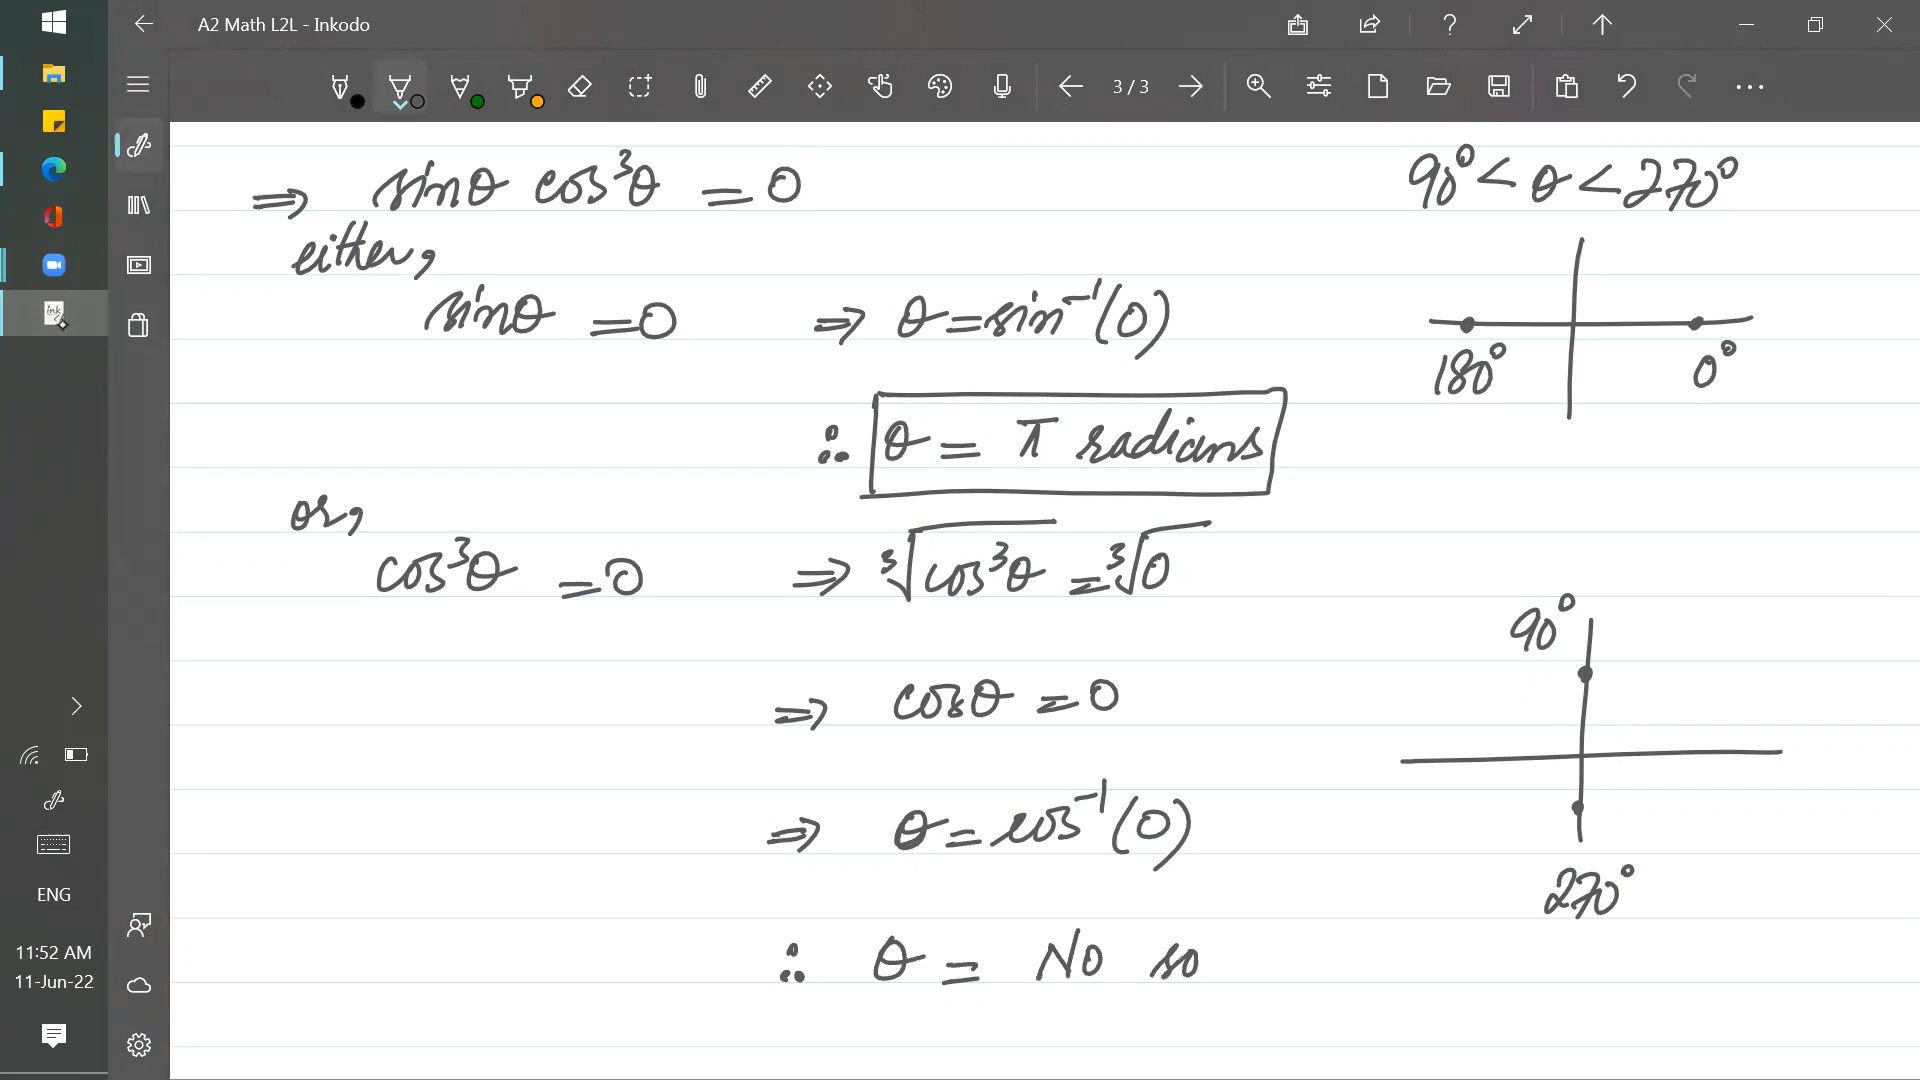 A2 Math L2L - Inkodo
3 / 3
⇒ sinθ cos³θ = 0
90° < θ < 270°
either,
sinθ = 0 ⇒ θ = sin⁻¹(0)
180° 0°
∴ θ = π radians
or,
cos³θ = 0 ⇒ ∛cos³θ = ∛0
90°
⇒ cosθ = 0
⇒ θ = cos⁻¹(0)
270°
∴ θ = No so
ink
ENG
11:52 AM
11-Jun-22